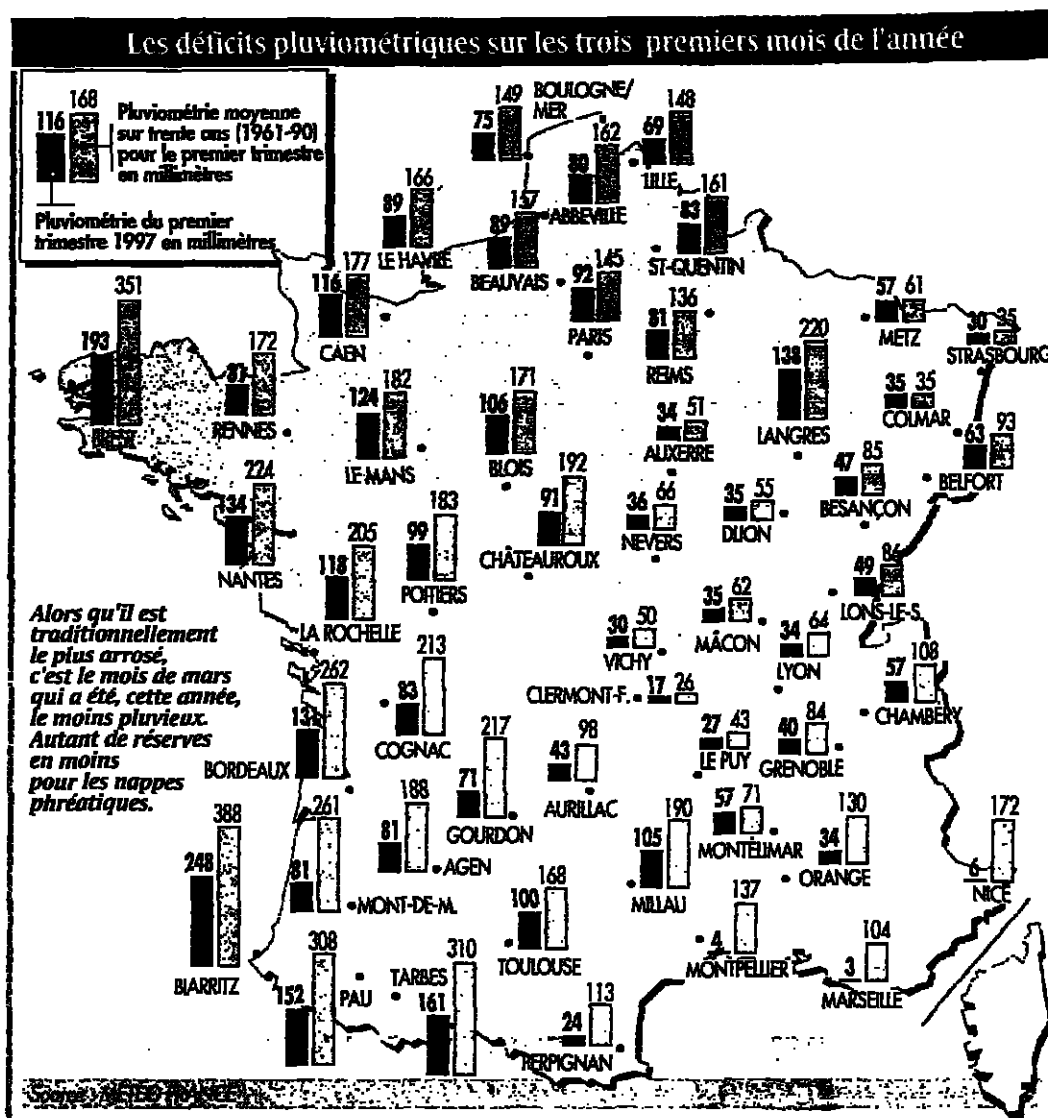 Les déficits pluviométriques sur les trois premiers mois de l'année
116 168
Pluviométrie moyenne
sur trente ans (1961-90)
pour le premier trimestre
en millimètres
Pluviométrie du premier
trimestre 1997 en millimètres
75 149
BOULOGNE/
MER
80 162
ABBEVILLE
69 148
LILLE
89 166
LE HAVRE
89 157
BEAUVAIS
83 161
ST-QUENTIN
116 177
CAEN
92 145
PARIS
81 136
REIMS
57 61
METZ
30 35
STRASBOURG
193 351
172
RENNES
124 182
LE-MANS
106 171
BLOIS
34 51
AUXERRE
138 220
LANGRES
35 35
COLMAR
63 93
BELFORT
47 85
BESANÇON
134 224
NANTES
118 205
LA ROCHELLE
99 183
POITIERS
91 192
CHÂTEAUROUX
36 66
NEVERS
35 55
DIJON
49 86
LONS-LE-S.
Alors qu'il est
traditionnellement
le plus arrosé,
c'est le mois de mars
qui a été, cette année,
le moins pluvieux.
Autant de réserves
en moins
pour les nappes
phréatiques.
30 50
VICHY
35 62
MÂCON
34 64
LYON
57 108
CHAMBÉRY
262
BORDEAUX
83 213
COGNAC
CLERMONT-F. 17 26
27 43
LE PUY
40 84
GRENOBLE
71 217
GOURDON
43 98
AURILLAC
248 388
BIARRITZ
81 261
MONT-DE-M.
81 188
AGEN
105 190
MILLAU
57 71
MONTÉLIMAR
34 130
ORANGE
6 172
NICE
100 168
TOULOUSE
4 137
MONTPELLIER
3 104
MARSEILLE
152 308
PAU
161 310
TARBES
24 113
PERPIGNAN
Source : MÉTÉO FRANCE